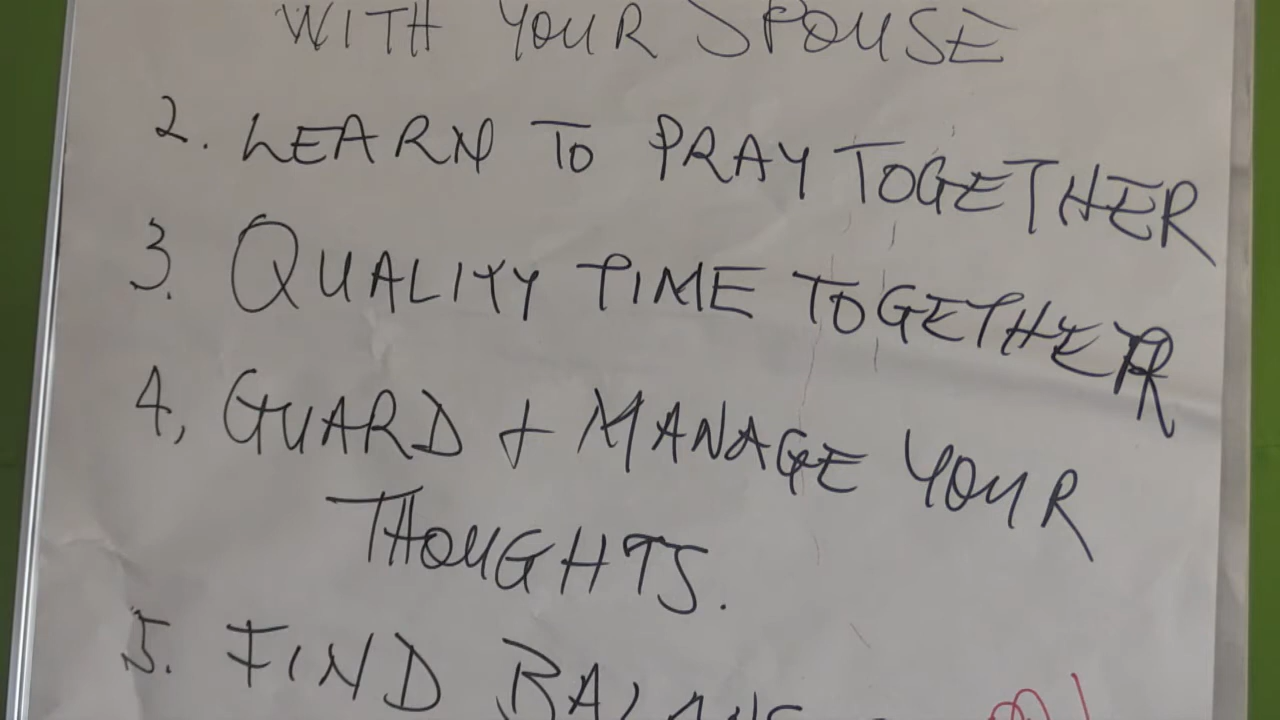 WITH YOUR SPOUSE
2. LEARN TO PRAY TOGETHER
3. QUALITY TIME TOGETHER
4, GUARD + MANAGE YOUR
THOUGHTS.
5. FIND